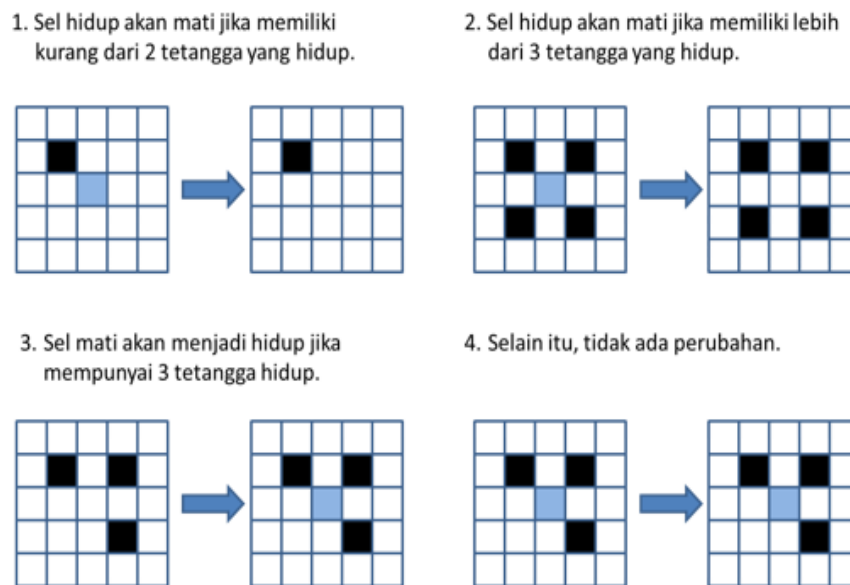 1. Sel hidup akan mati jika memiliki
kurang dari 2 tetangga yang hidup.
2. Sel hidup akan mati jika memiliki lebih
dari 3 tetangga yang hidup.
3. Sel mati akan menjadi hidup jika
mempunyai 3 tetangga hidup.
4. Selain itu, tidak ada perubahan.